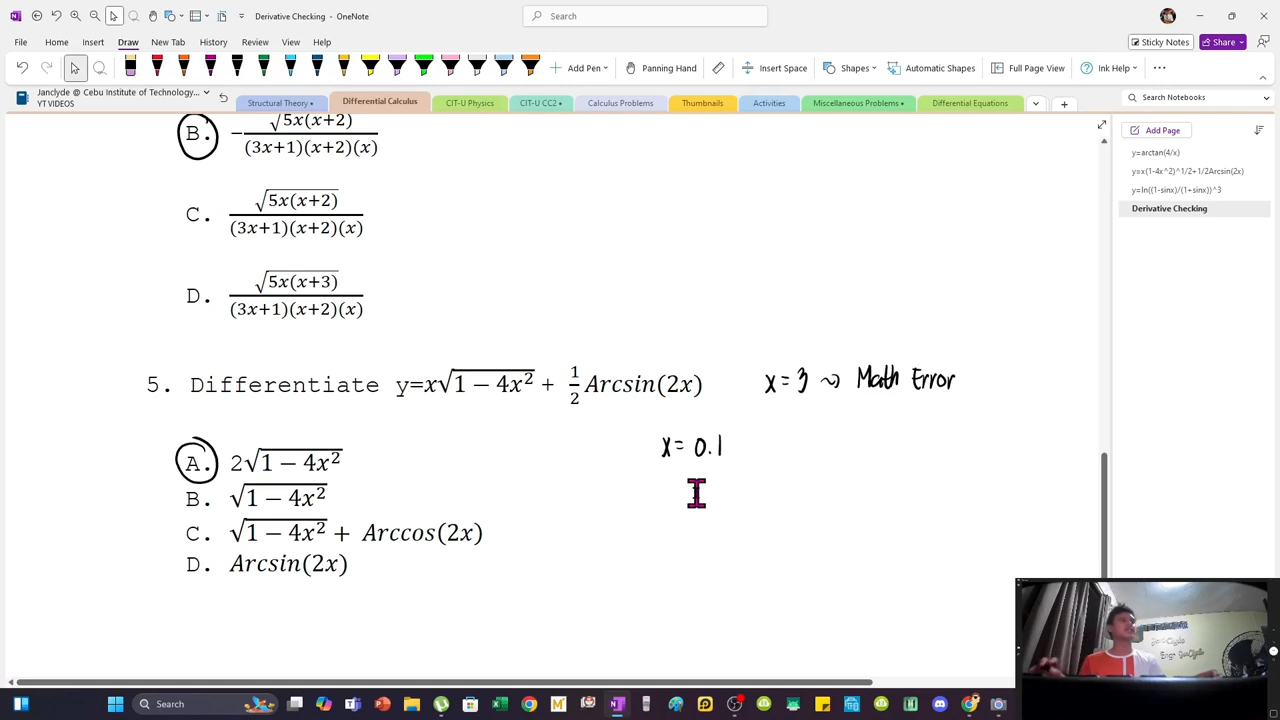 Derivative Checking - OneNote
Search
File Home Insert Draw New Tab History Review View Help
Sticky Notes
Share
Add Pen
Panning Hand
Insert Space
Shapes
Automatic Shapes
Full Page View
Ink Help
Janclyde @ Cebu Institute of Technology...
YT VIDEOS
Structural Theory
Differential Calculus
CIT-U Physics
CIT-U CC2
Calculus Problems
Thumbnails
Activities
Miscellaneous Problems
Differential Equations
Search Notebooks
Add Page
y=arctan(4/x)
y=x(1-4x^2)^1/2+1/2Arcsin(2x)
y=ln((1-sinx)/(1+sinx))^3
Derivative Checking
B. -√5x(x+2)
(3x+1)(x+2)(x)
C. √5x(x+2)
(3x+1)(x+2)(x)
D. √5x(x+3)
(3x+1)(x+2)(x)
5. Differentiate y=x√1 − 4x² + 1/2 Arcsin(2x) x=3 ⤳ Math Error
A. 2√1 − 4x²
x= 0.1
B. √1 − 4x²
C. √1 − 4x² + Arccos(2x)
D. Arcsin(2x)
Search